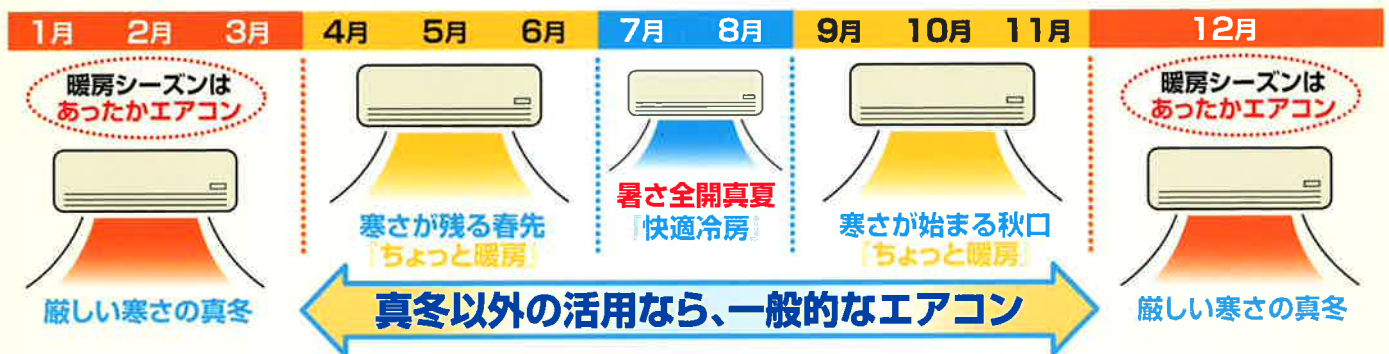 1月 2月 3月 4月 5月 6月 7月 8月 9月 10月 11月 12月
暖房シーズンは
あったかエアコン
厳しい寒さの真冬
寒さが残る春先
『ちょっと暖房』
暑さ全開真夏
『快適冷房』
寒さが始まる秋口
『ちょっと暖房』
暖房シーズンは
あったかエアコン
厳しい寒さの真冬
真冬以外の活用なら、一般的なエアコン